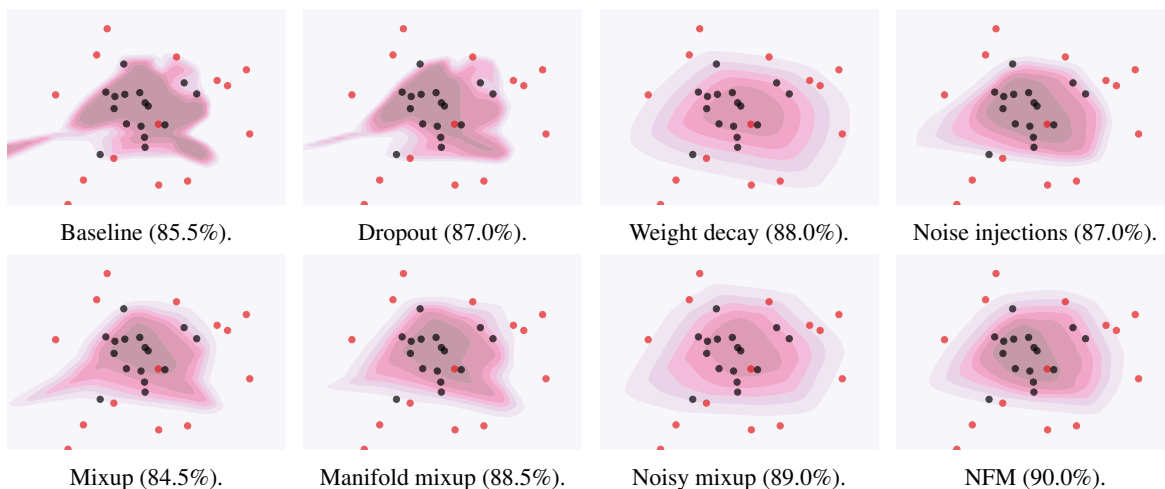 Baseline (85.5%).
Dropout (87.0%).
Weight decay (88.0%).
Noise injections (87.0%).
Mixup (84.5%).
Manifold mixup (88.5%).
Noisy mixup (89.0%).
NFM (90.0%).